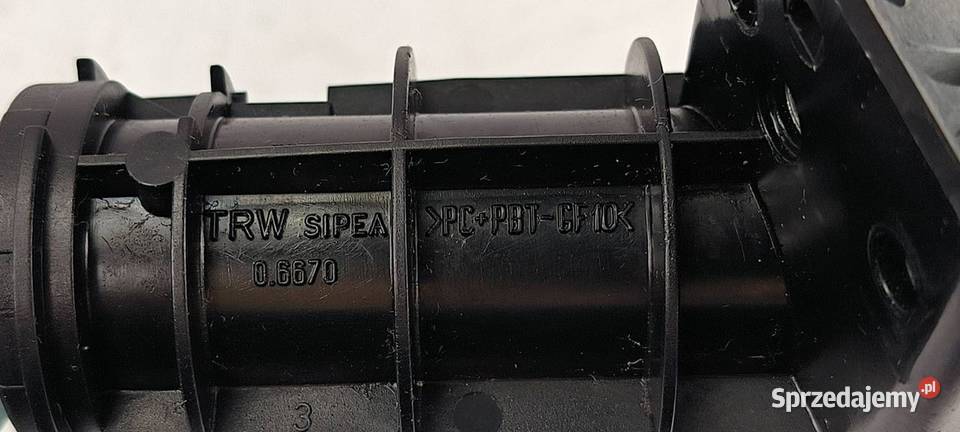 TRW SIPEA
0.6670
>PC+PBT-GF10<
3
Sprzedajemy.pl